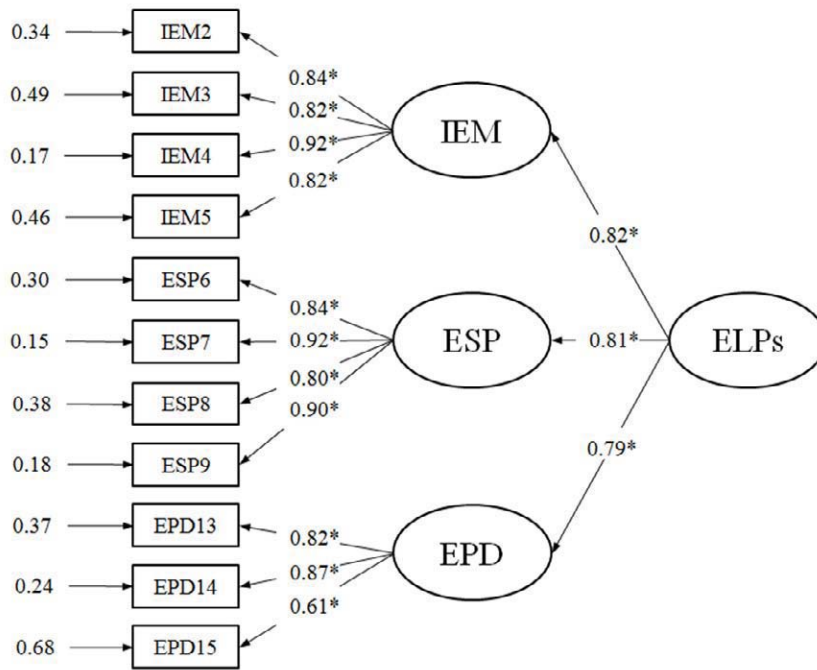 0.34 IEM2
0.84*
0.49 IEM3
0.82*
IEM
0.17 IEM4
0.92*
0.82*
0.46 IEM5
0.82*
0.30 ESP6
0.84*
0.15 ESP7
0.92*
ESP
0.81*
ELPs
0.38 ESP8
0.80*
0.90*
0.18 ESP9
0.79*
0.37 EPD13
0.82*
EPD
0.24 EPD14
0.87*
0.61*
0.68 EPD15